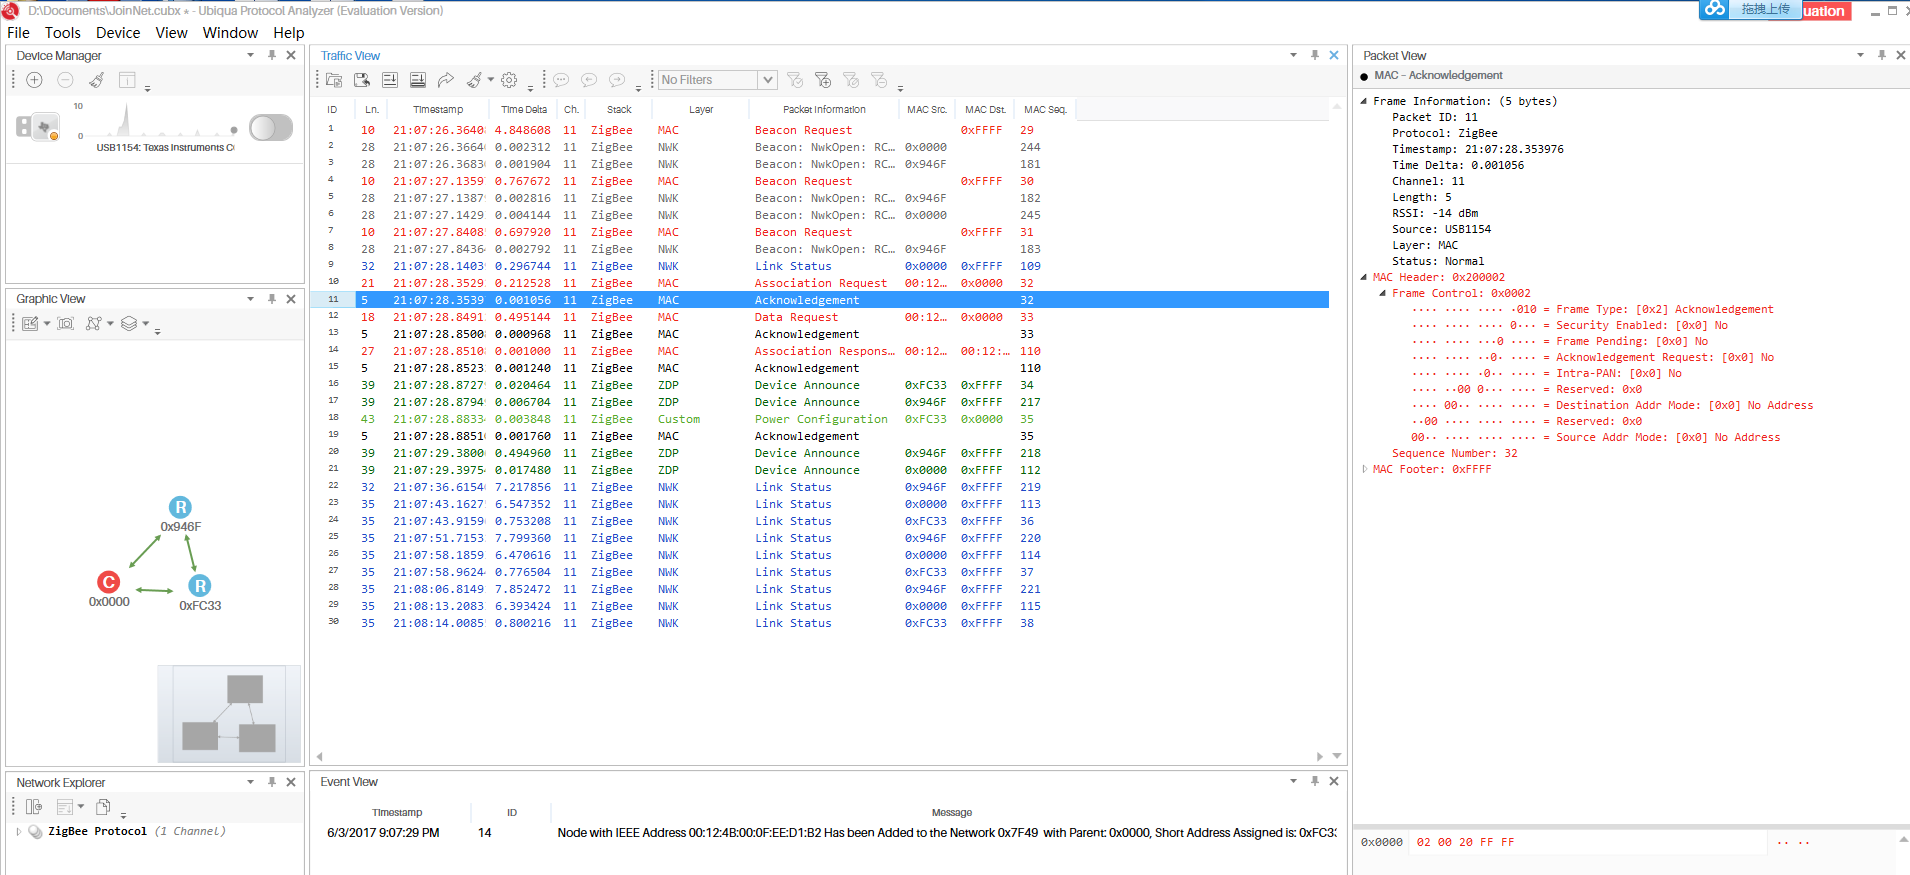 D:\Documents\JoinNet.cubx * - Ubiqua Protocol Analyzer (Evaluation Version)
拖拽上传
uation
File Tools Device View Window Help
Device Manager
10
0
USB1154: Texas Instruments C
Graphic View
R
0x946F
C
0x0000
R
0xFC33
Network Explorer
ZigBee Protocol (1 Channel)
Traffic View
No Filters
ID Ln. Timestamp Time Delta Ch. Stack Layer Packet Information MAC Src. MAC Dst. MAC Seq.
1 10 21:07:26.3640 4.848608 11 ZigBee MAC Beacon Request 0xFFFF 29
2 28 21:07:26.3664 0.002312 11 ZigBee NWK Beacon: NwkOpen: RC… 0x0000 244
3 28 21:07:26.3683 0.001904 11 ZigBee NWK Beacon: NwkOpen: RC… 0x946F 181
4 10 21:07:27.1359 0.767672 11 ZigBee MAC Beacon Request 0xFFFF 30
5 28 21:07:27.1387 0.002816 11 ZigBee NWK Beacon: NwkOpen: RC… 0x946F 182
6 28 21:07:27.1429 0.004144 11 ZigBee NWK Beacon: NwkOpen: RC… 0x0000 245
7 10 21:07:27.8408 0.697920 11 ZigBee MAC Beacon Request 0xFFFF 31
8 28 21:07:27.8436 0.002792 11 ZigBee NWK Beacon: NwkOpen: RC… 0x946F 183
9 32 21:07:28.1403 0.296744 11 ZigBee NWK Link Status 0x0000 0xFFFF 109
10 21 21:07:28.3529 0.212528 11 ZigBee MAC Association Request 00:12… 0x0000 32
11 5 21:07:28.3539 0.001056 11 ZigBee MAC Acknowledgement 32
12 18 21:07:28.8491 0.495144 11 ZigBee MAC Data Request 00:12… 0x0000 33
13 5 21:07:28.8500 0.000968 11 ZigBee MAC Acknowledgement 33
14 27 21:07:28.8510 0.001000 11 ZigBee MAC Association Respons… 00:12… 00:12:… 110
15 5 21:07:28.8523 0.001240 11 ZigBee MAC Acknowledgement 110
16 39 21:07:28.8727 0.020464 11 ZigBee ZDP Device Announce 0xFC33 0xFFFF 34
17 39 21:07:28.8794 0.006704 11 ZigBee ZDP Device Announce 0x946F 0xFFFF 217
18 43 21:07:28.8833 0.003848 11 ZigBee Custom Power Configuration 0xFC33 0x0000 35
19 5 21:07:28.8851 0.001760 11 ZigBee MAC Acknowledgement 35
20 39 21:07:29.3800 0.494960 11 ZigBee ZDP Device Announce 0x946F 0xFFFF 218
21 39 21:07:29.3975 0.017480 11 ZigBee ZDP Device Announce 0x0000 0xFFFF 112
22 32 21:07:36.6154 7.217856 11 ZigBee NWK Link Status 0x946F 0xFFFF 219
23 35 21:07:43.1627 6.547352 11 ZigBee NWK Link Status 0x0000 0xFFFF 113
24 35 21:07:43.9159 0.753208 11 ZigBee NWK Link Status 0xFC33 0xFFFF 36
25 35 21:07:51.7153 7.799360 11 ZigBee NWK Link Status 0x946F 0xFFFF 220
26 35 21:07:58.1859 6.470616 11 ZigBee NWK Link Status 0x0000 0xFFFF 114
27 35 21:07:58.9624 0.776504 11 ZigBee NWK Link Status 0xFC33 0xFFFF 37
28 35 21:08:06.8149 7.852472 11 ZigBee NWK Link Status 0x946F 0xFFFF 221
29 35 21:08:13.2083 6.393424 11 ZigBee NWK Link Status 0x0000 0xFFFF 115
30 35 21:08:14.0085 0.800216 11 ZigBee NWK Link Status 0xFC33 0xFFFF 38
Event View
Timestamp ID Message
6/3/2017 9:07:29 PM 14 Node with IEEE Address 00:12:4B:00:0F:EE:D1:B2 Has been Added to the Network 0x7F49 with Parent: 0x0000, Short Address Assigned is: 0xFC33
Packet View
MAC - Acknowledgement
Frame Information: (5 bytes)
Packet ID: 11
Protocol: ZigBee
Timestamp: 21:07:28.353976
Time Delta: 0.001056
Channel: 11
Length: 5
RSSI: -14 dBm
Source: USB1154
Layer: MAC
Status: Normal
MAC Header: 0x200002
Frame Control: 0x0002
···· ···· ···· ·010 = Frame Type: [0x2] Acknowledgement
···· ···· ···· 0··· = Security Enabled: [0x0] No
···· ···· ···0 ···· = Frame Pending: [0x0] No
···· ···· ··0· ···· = Acknowledgement Request: [0x0] No
···· ···· ·0·· ···· = Intra-PAN: [0x0] No
···· ··00 0··· ···· = Reserved: 0x0
···· 00·· ···· ···· = Destination Addr Mode: [0x0] No Address
··00 ···· ···· ···· = Reserved: 0x0
00·· ···· ···· ···· = Source Addr Mode: [0x0] No Address
Sequence Number: 32
MAC Footer: 0xFFFF
0x0000 02 00 20 FF FF ·· ··